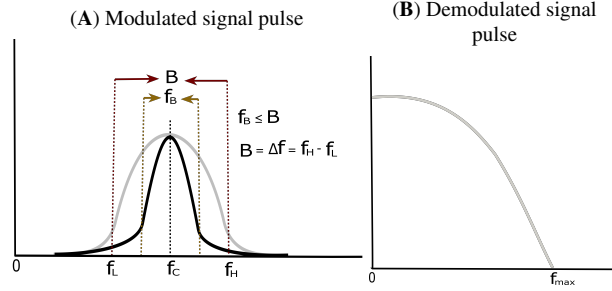 (A) Modulated signal pulse
B
f_B
f_B ≤ B
B = Δf = f_H - f_L
0 f_L f_C f_H
(B) Demodulated signal
pulse
0 f_max